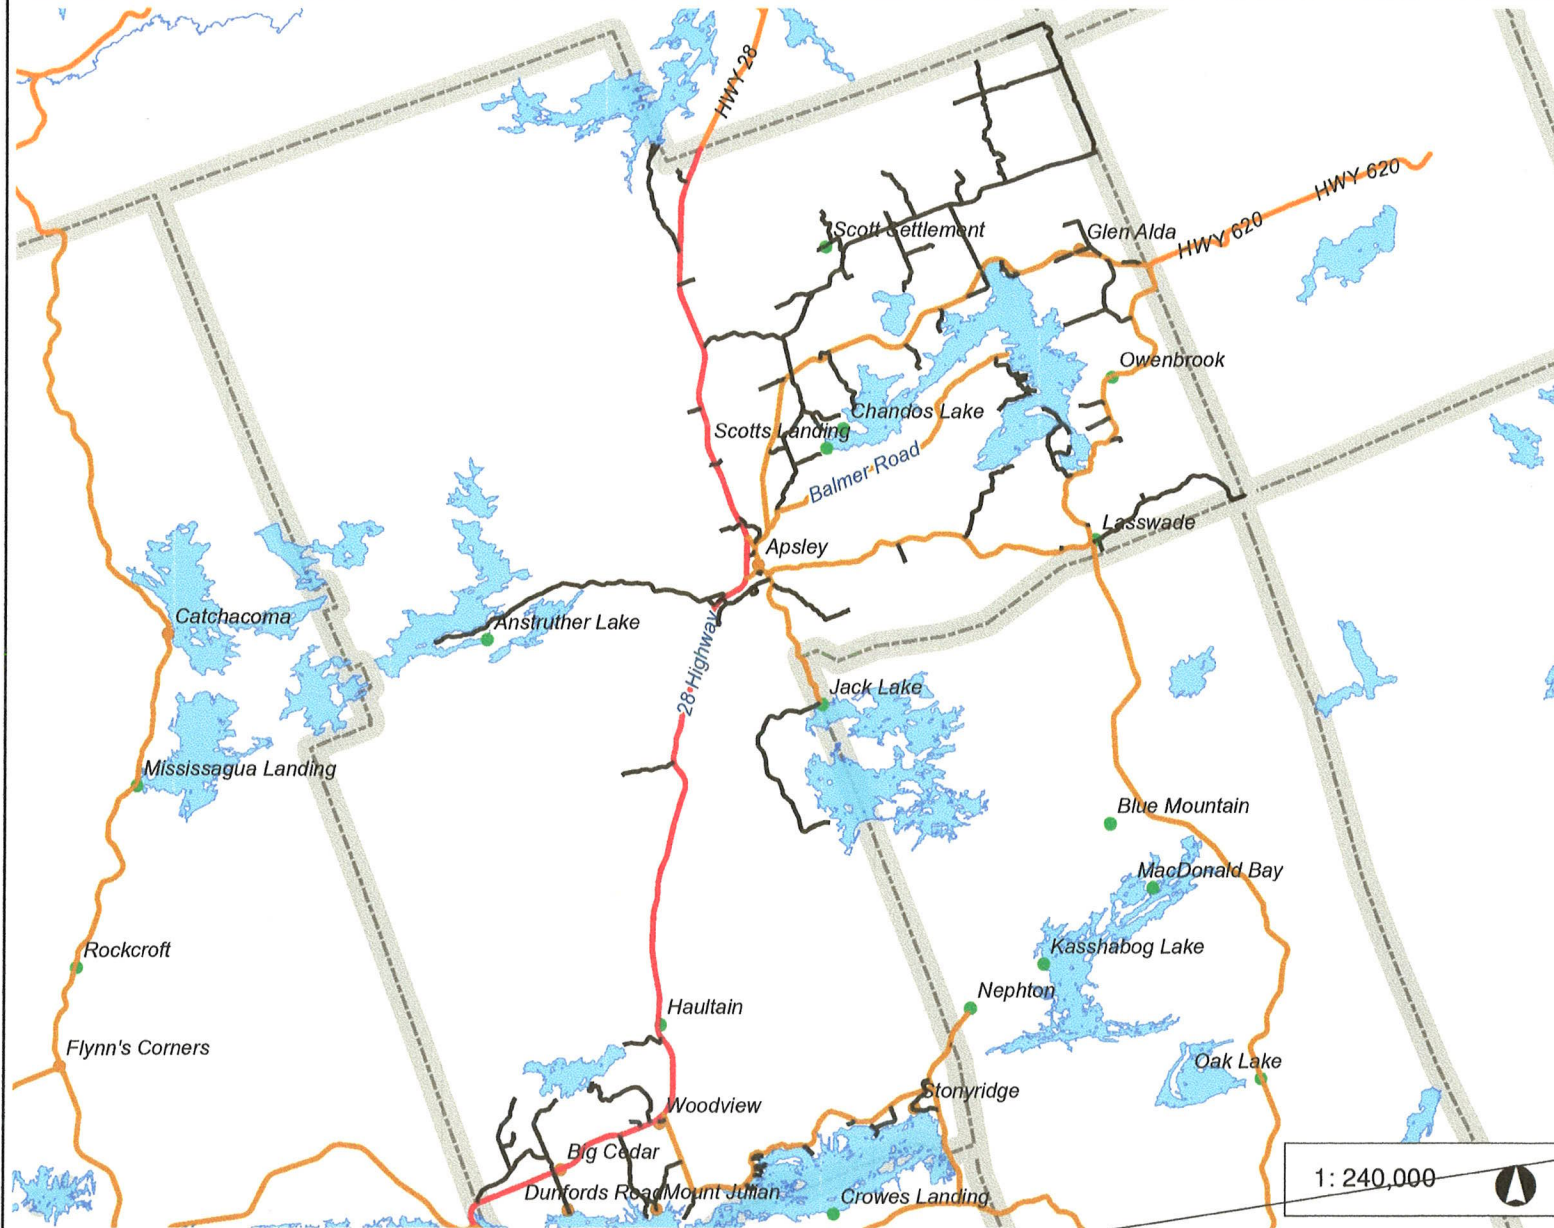 HWY 28
HWY 620
HWY 620
Scott Settlement
Glen Alda
Owenbrook
Chandos Lake
Scotts Landing
Balmer Road
Lasswade
Apsley
Catchacoma
Anstruther Lake
28 Highway
Jack Lake
Mississagua Landing
Blue Mountain
MacDonald Bay
Rockcroft
Kasshabog Lake
Nephton
Haultain
Flynn's Corners
Oak Lake
Stonyridge
Woodview
Big Cedar
1: 240,000
Dunfords Road
Mount Julian
Crowes Landing